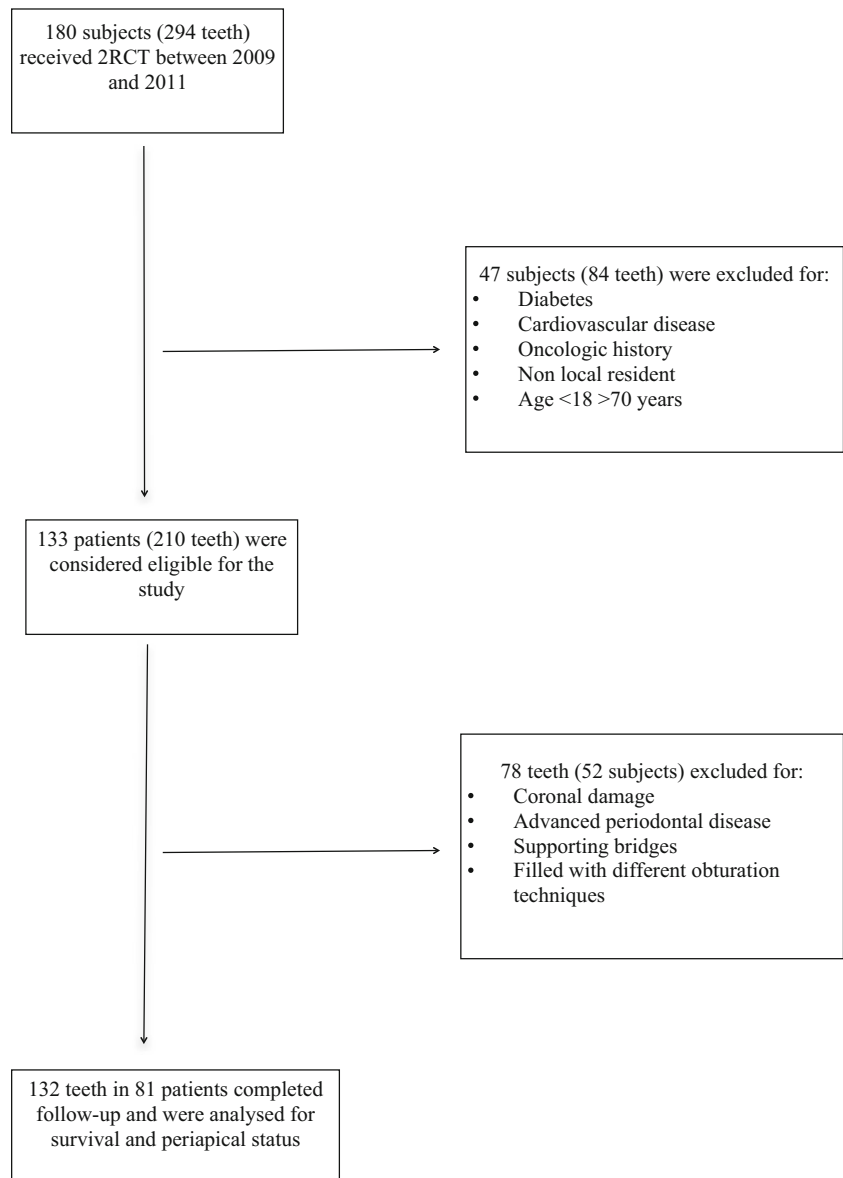 180 subjects (294 teeth)
received 2RCT between 2009
and 2011
47 subjects (84 teeth) were excluded for:
• Diabetes
• Cardiovascular disease
• Oncologic history
• Non local resident
• Age <18 >70 years
133 patients (210 teeth) were
considered eligible for the
study
78 teeth (52 subjects) excluded for:
• Coronal damage
• Advanced periodontal disease
• Supporting bridges
• Filled with different obturation
techniques
132 teeth in 81 patients completed
follow-up and were analysed for
survival and periapical status